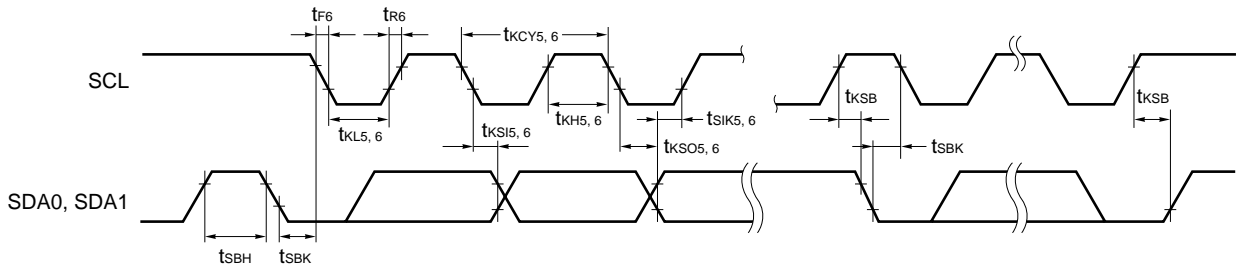 tF6
tR6
tKCY5, 6
SCL
tKSB
tKSB
tKL5, 6
tKSI5, 6
tKH5, 6
tSIK5, 6
tKSO5, 6
tSBK
SDA0, SDA1
tSBH
tSBK